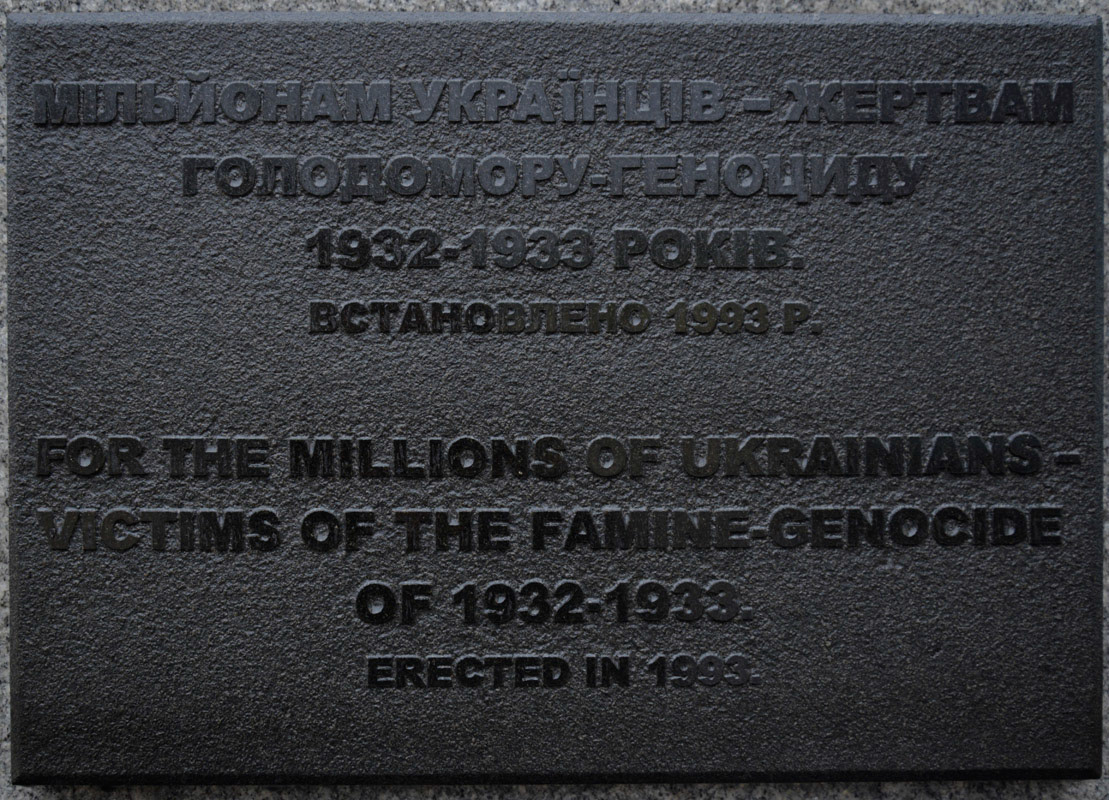 МІЛЬЙОНАМ УКРАЇНЦІВ – ЖЕРТВАМ
ГОЛОДОМОРУ-ГЕНОЦИДУ
1932-1933 РОКІВ.
ВСТАНОВЛЕНО 1993 Р.
FOR THE MILLIONS OF UKRAINIANS –
VICTIMS OF THE FAMINE-GENOCIDE
OF 1932-1933.
ERECTED IN 1993.